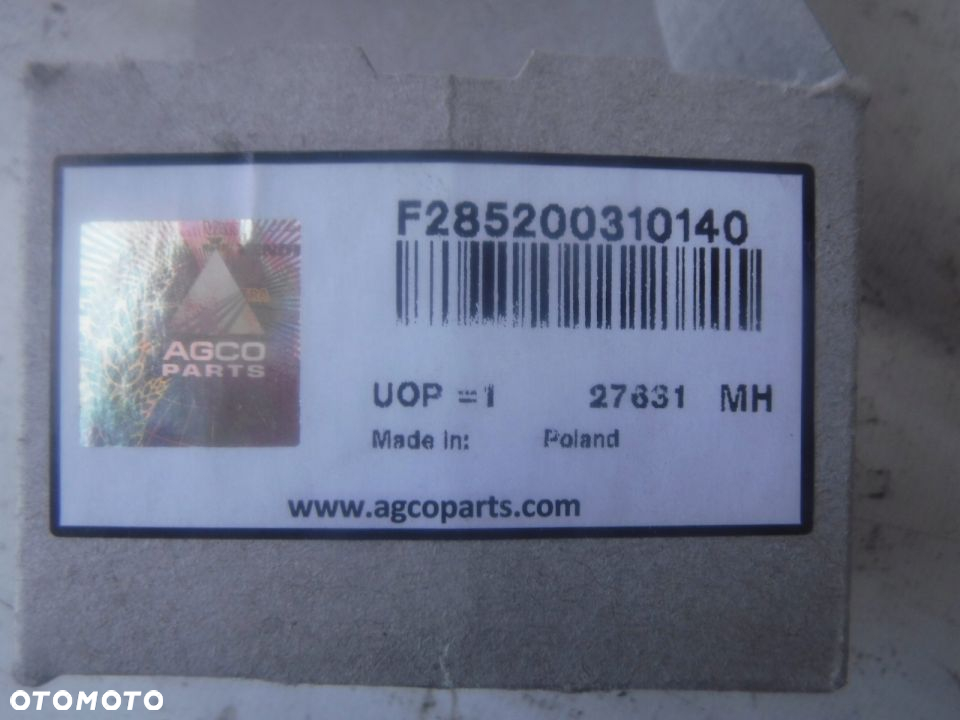 F285200310140
AGCO
PARTS
UOP =1 27631 MH
Made in: Poland
www.agcoparts.com
OTOMOTO